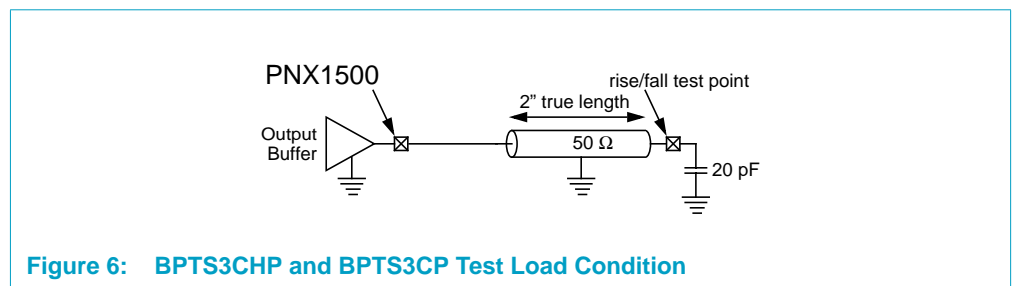 PNX1500
rise/fall test point
2” true length
Output
Buffer
50 Ω
20 pF
Figure 6: BPTS3CHP and BPTS3CP Test Load Condition